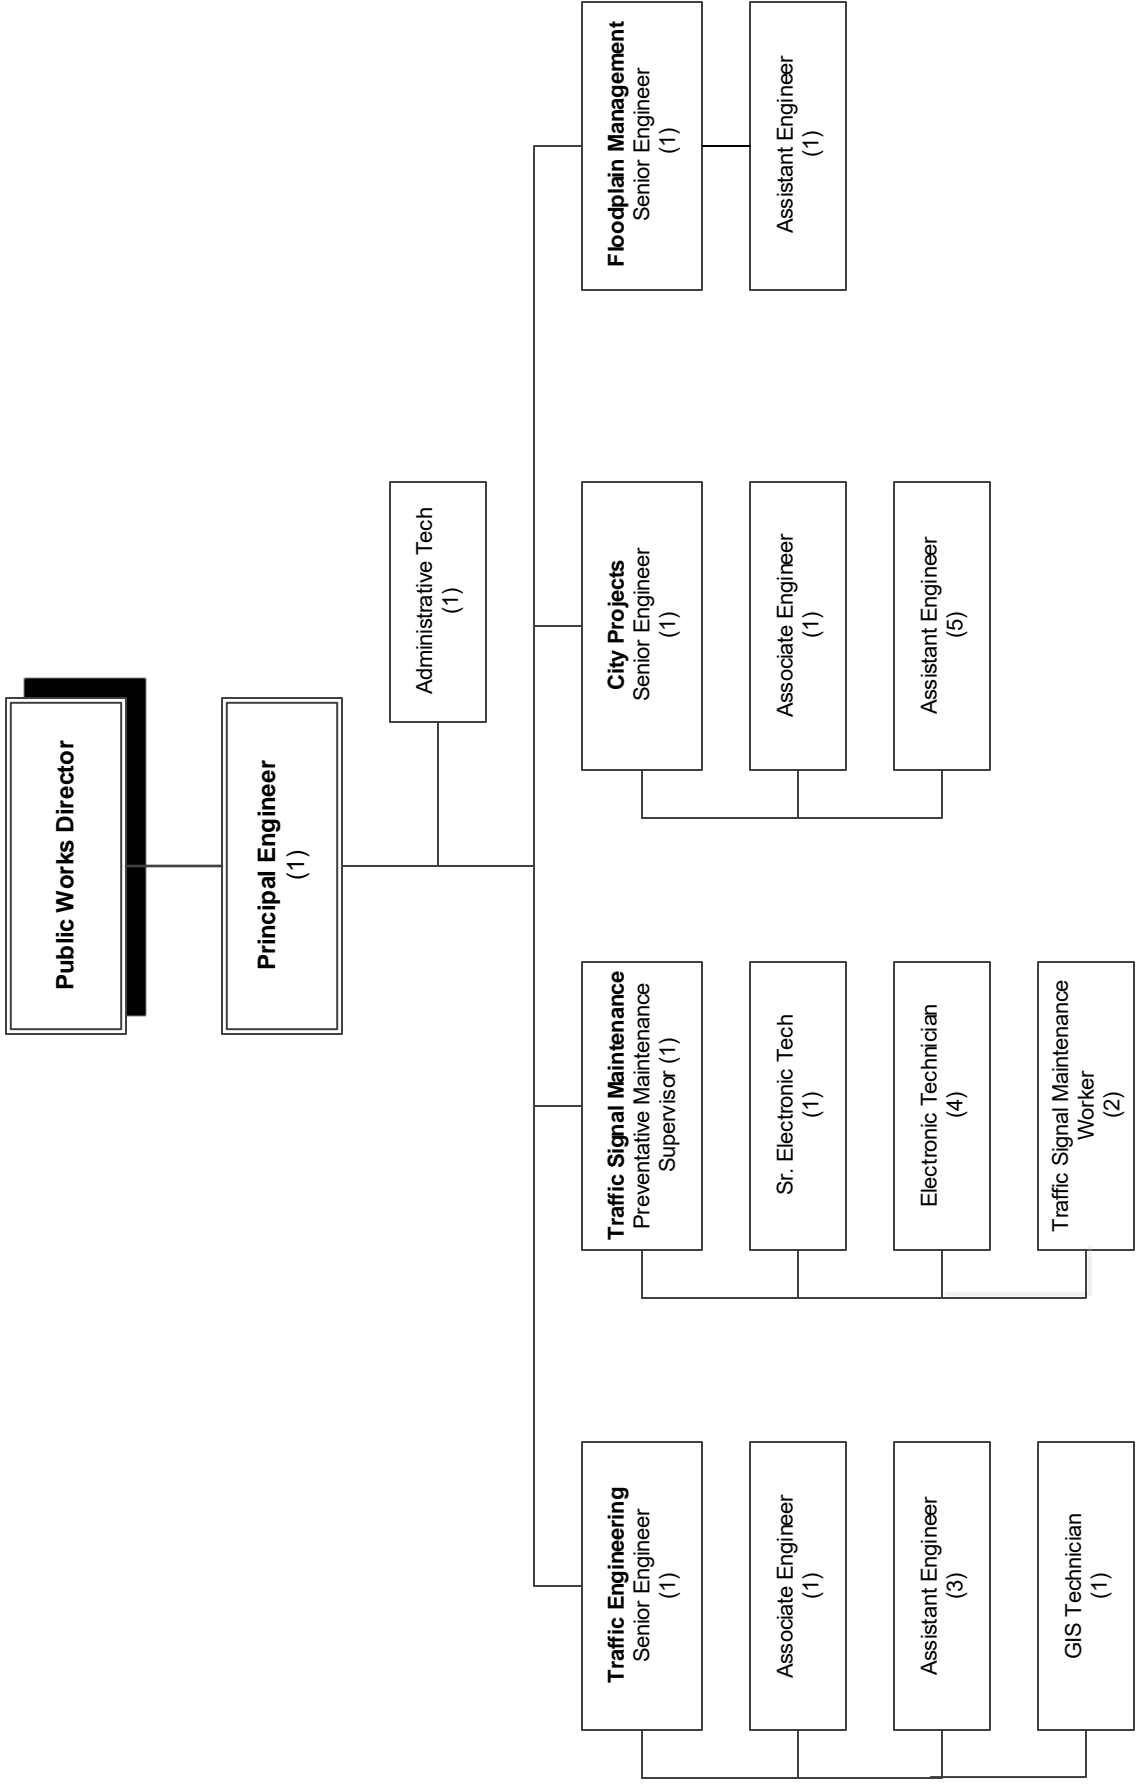 Public Works Director
Principal Engineer
(1)
Administrative Tech
(1)
Traffic Engineering
Senior Engineer
(1)
Associate Engineer
(1)
Assistant Engineer
(3)
GIS Technician
(1)
Traffic Signal Maintenance
Preventative Maintenance
Supervisor (1)
Sr. Electronic Tech
(1)
Electronic Technician
(4)
Traffic Signal Maintenance
Worker
(2)
City Projects
Senior Engineer
(1)
Associate Engineer
(1)
Assistant Engineer
(5)
Floodplain Management
Senior Engineer
(1)
Assistant Engineer
(1)